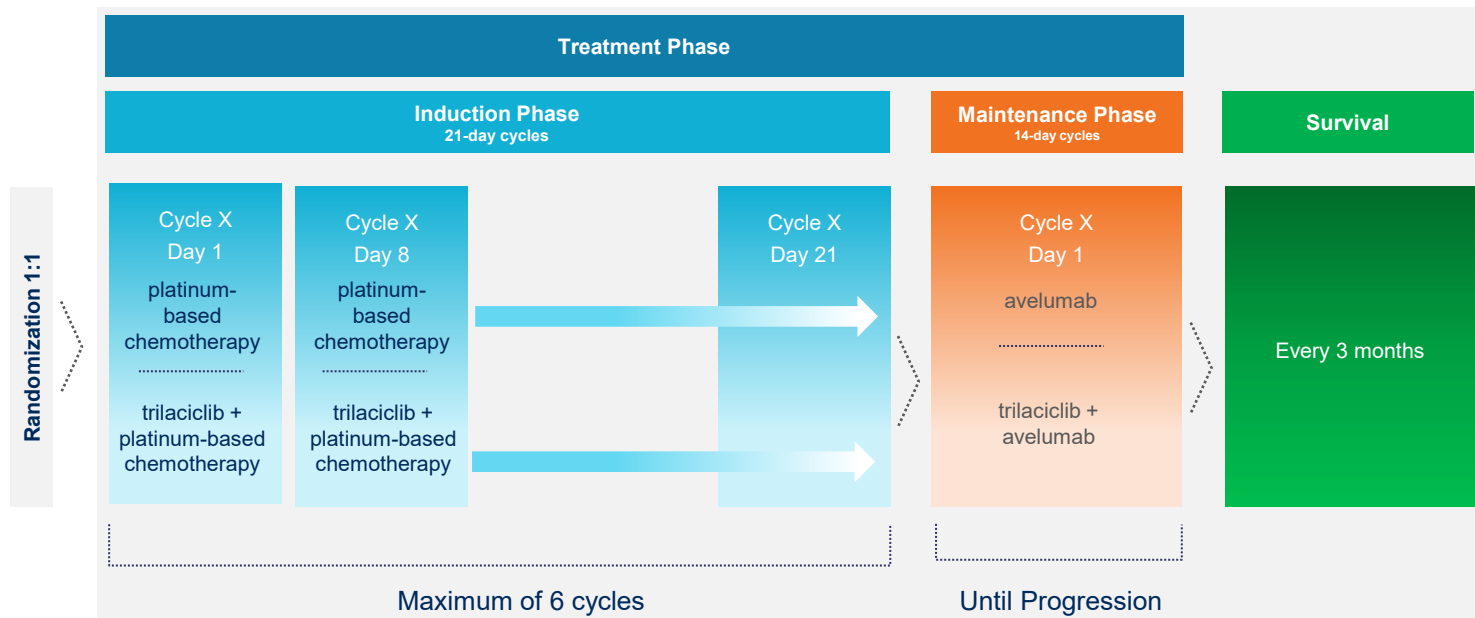 Treatment Phase
Induction Phase
21-day cycles
Maintenance Phase
14-day cycles
Survival
Randomization 1:1
Cycle X
Day 1
platinum-
based
chemotherapy
trilaciclib +
platinum-based
chemotherapy
Cycle X
Day 8
platinum-
based
chemotherapy
trilaciclib +
platinum-based
chemotherapy
Cycle X
Day 21
Cycle X
Day 1
avelumab
trilaciclib +
avelumab
Every 3 months
Maximum of 6 cycles
Until Progression